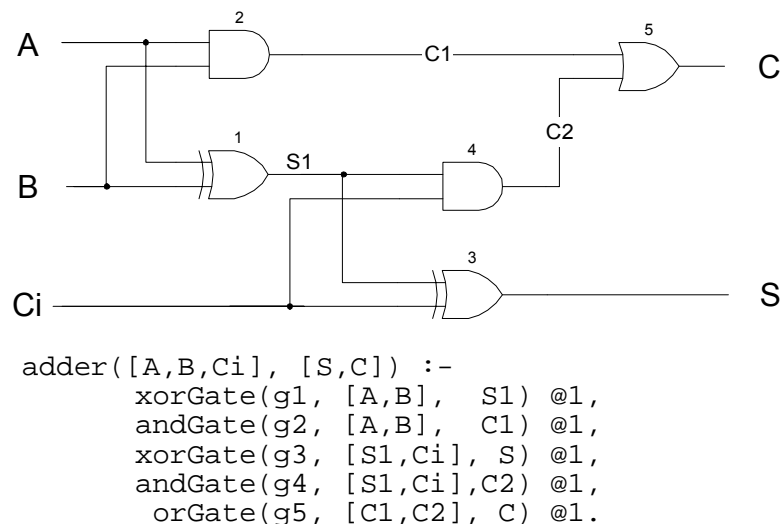 2
A
C1
5
C
C2
1
B
S1
4
3
Ci
S
adder([A,B,Ci], [S,C]) :-
xorGate(g1, [A,B],  S1) @1,
andGate(g2, [A,B],  C1) @1,
xorGate(g3, [S1,Ci], S) @1,
andGate(g4, [S1,Ci],C2) @1,
orGate(g5, [C1,C2], C) @1.